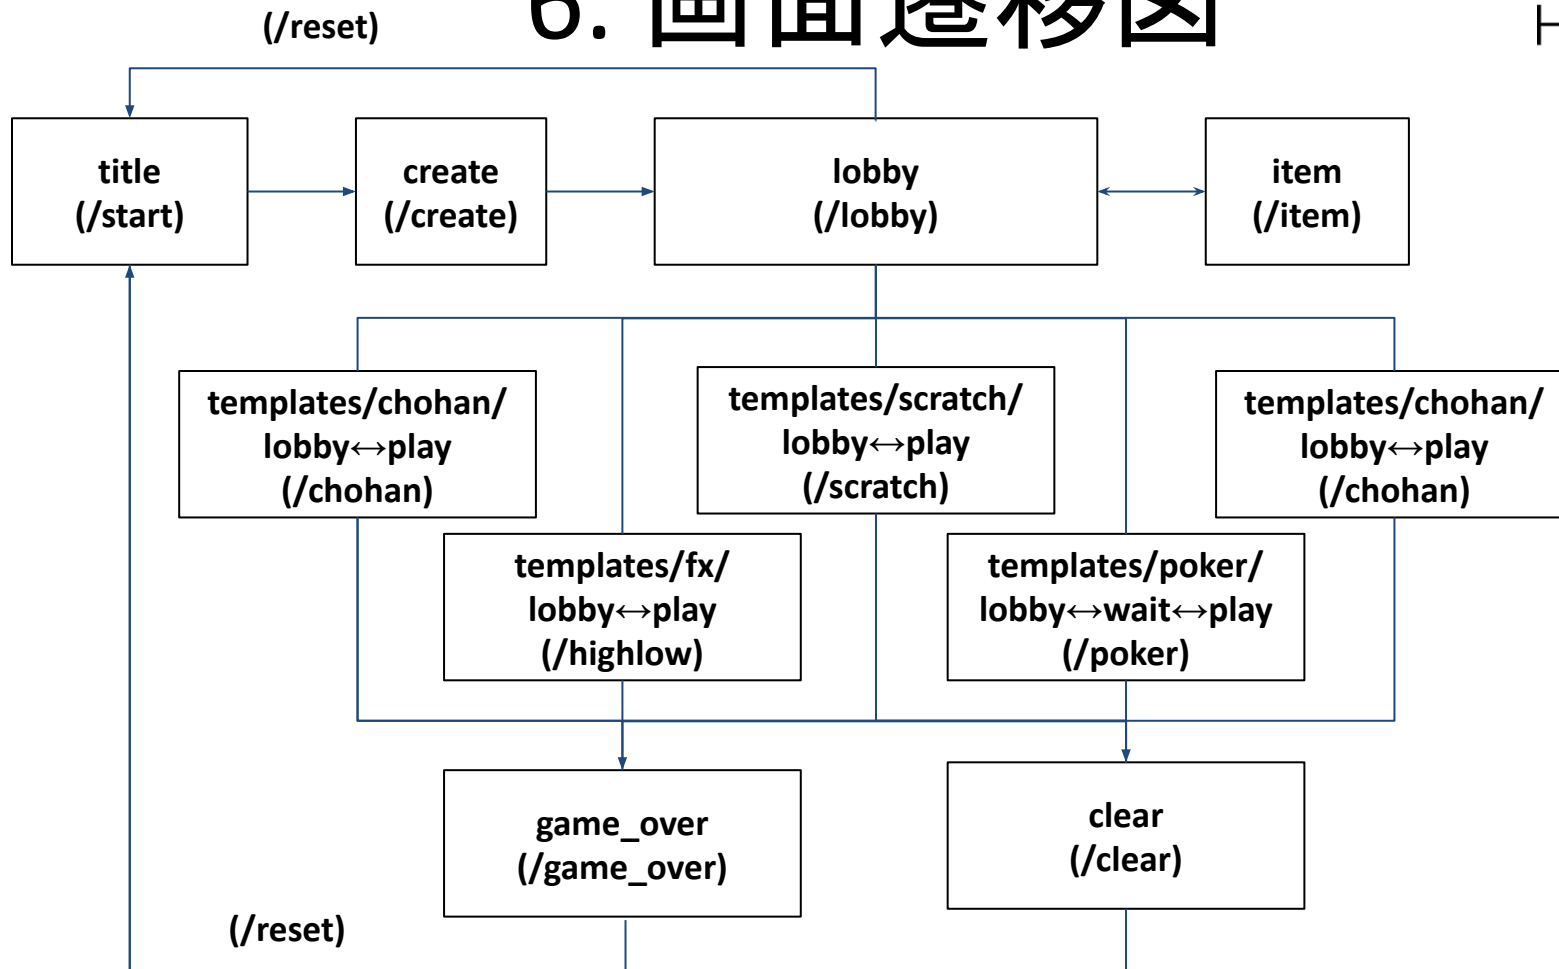 (/reset)
6. 画面遷移図
title
(/start)
create
(/create)
lobby
(/lobby)
item
(/item)
templates/chohan/
lobby↔play
(/chohan)
templates/scratch/
lobby↔play
(/scratch)
templates/chohan/
lobby↔play
(/chohan)
templates/fx/
lobby↔play
(/highlow)
templates/poker/
lobby↔wait↔play
(/poker)
game_over
(/game_over)
clear
(/clear)
(/reset)